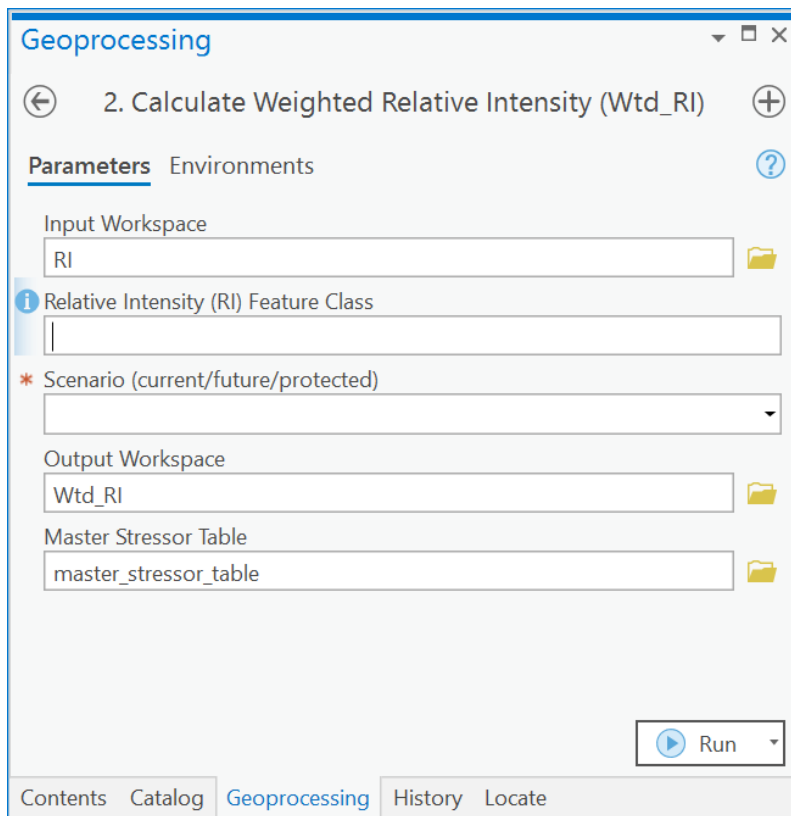 Geoprocessing
2. Calculate Weighted Relative Intensity (Wtd_RI)
Parameters Environments
?
Input Workspace
RI
i Relative Intensity (RI) Feature Class
* Scenario (current/future/protected)
Output Workspace
Wtd_RI
Master Stressor Table
master_stressor_table
Run
Contents Catalog Geoprocessing History Locate